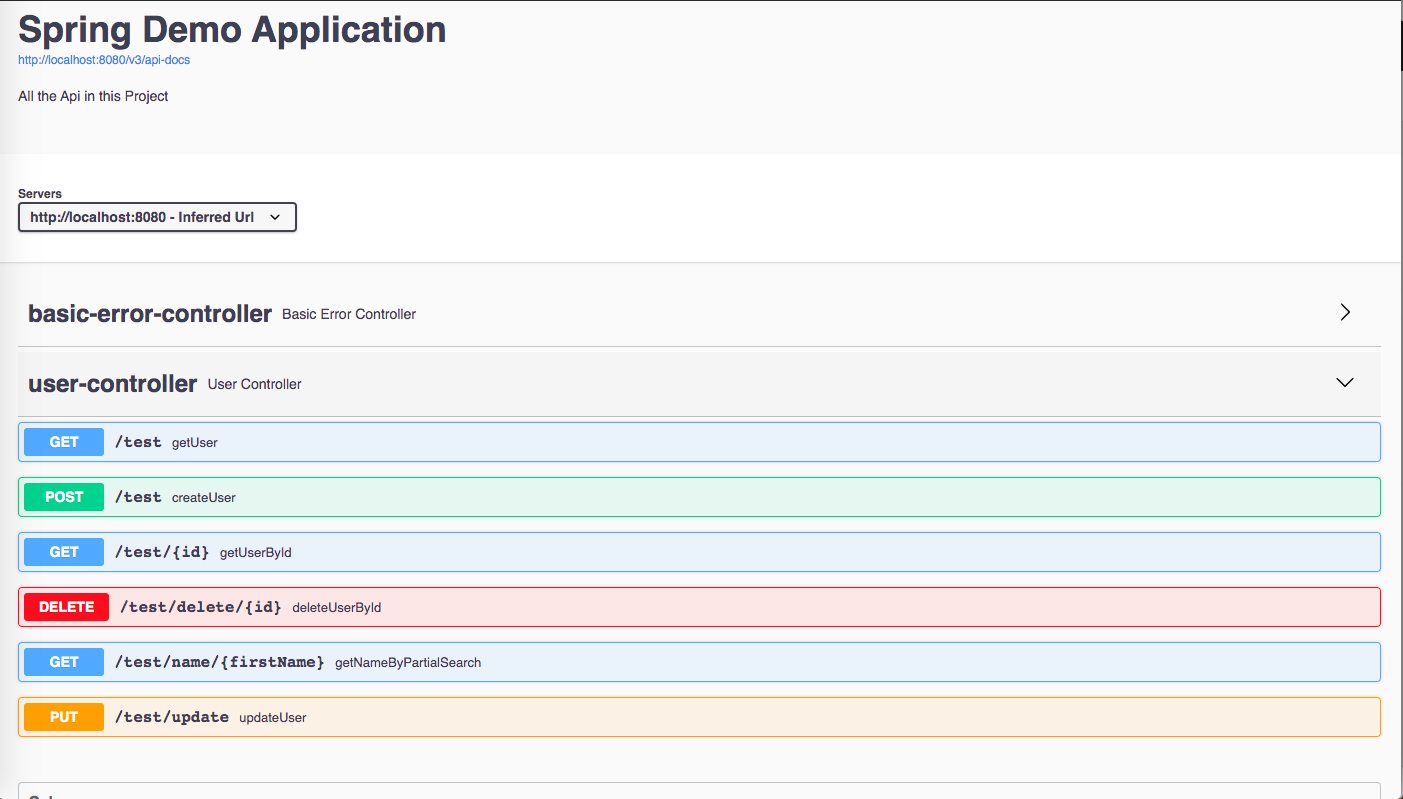 Spring Demo Application
http://localhost:8080/v3/api-docs
All the Api in this Project
Servers
http://localhost:8080 - Inferred Url
basic-error-controller Basic Error Controller
user-controller User Controller
GET /test getUser
POST /test createUser
GET /test/{id} getUserById
DELETE /test/delete/{id} deleteUserById
GET /test/name/{firstName} getNameByPartialSearch
PUT /test/update updateUser